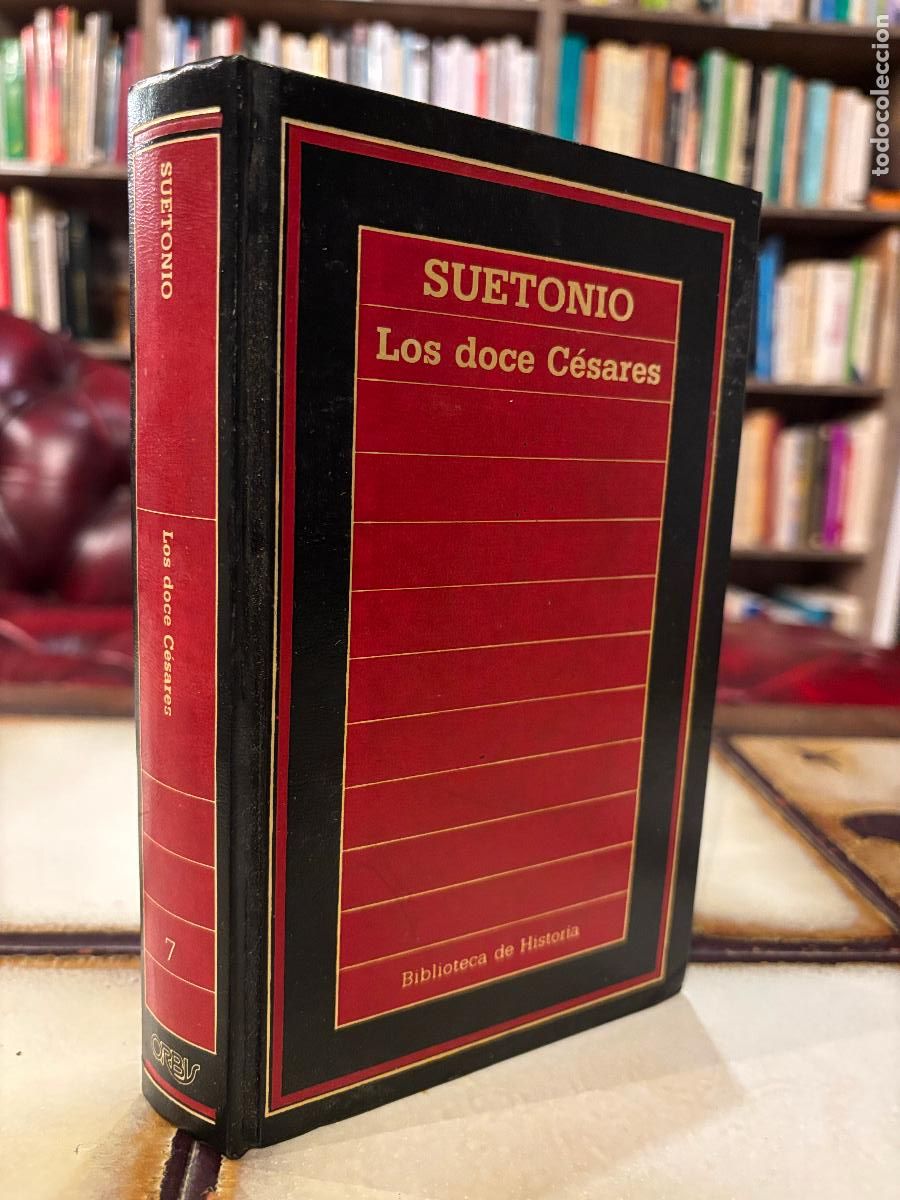 SUETONIO
Los doce Césares
Biblioteca de Historia
SUETONIO
Los doce Césares
7
ORBIS
todocoleccion